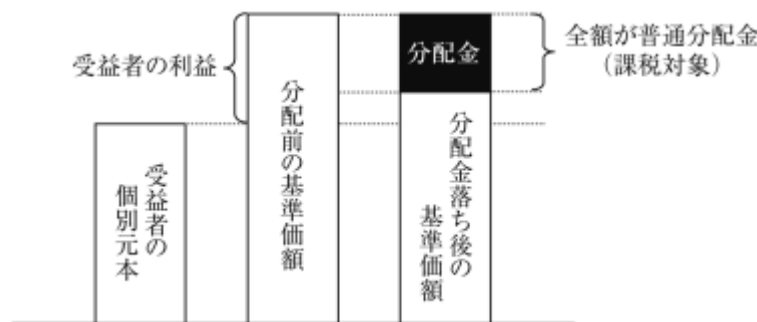 受益者の利益
受益者の
個別元本
分配前の基準価額
分配金
分配金落ち後の
基準価額
全額が普通分配金
（課税対象）